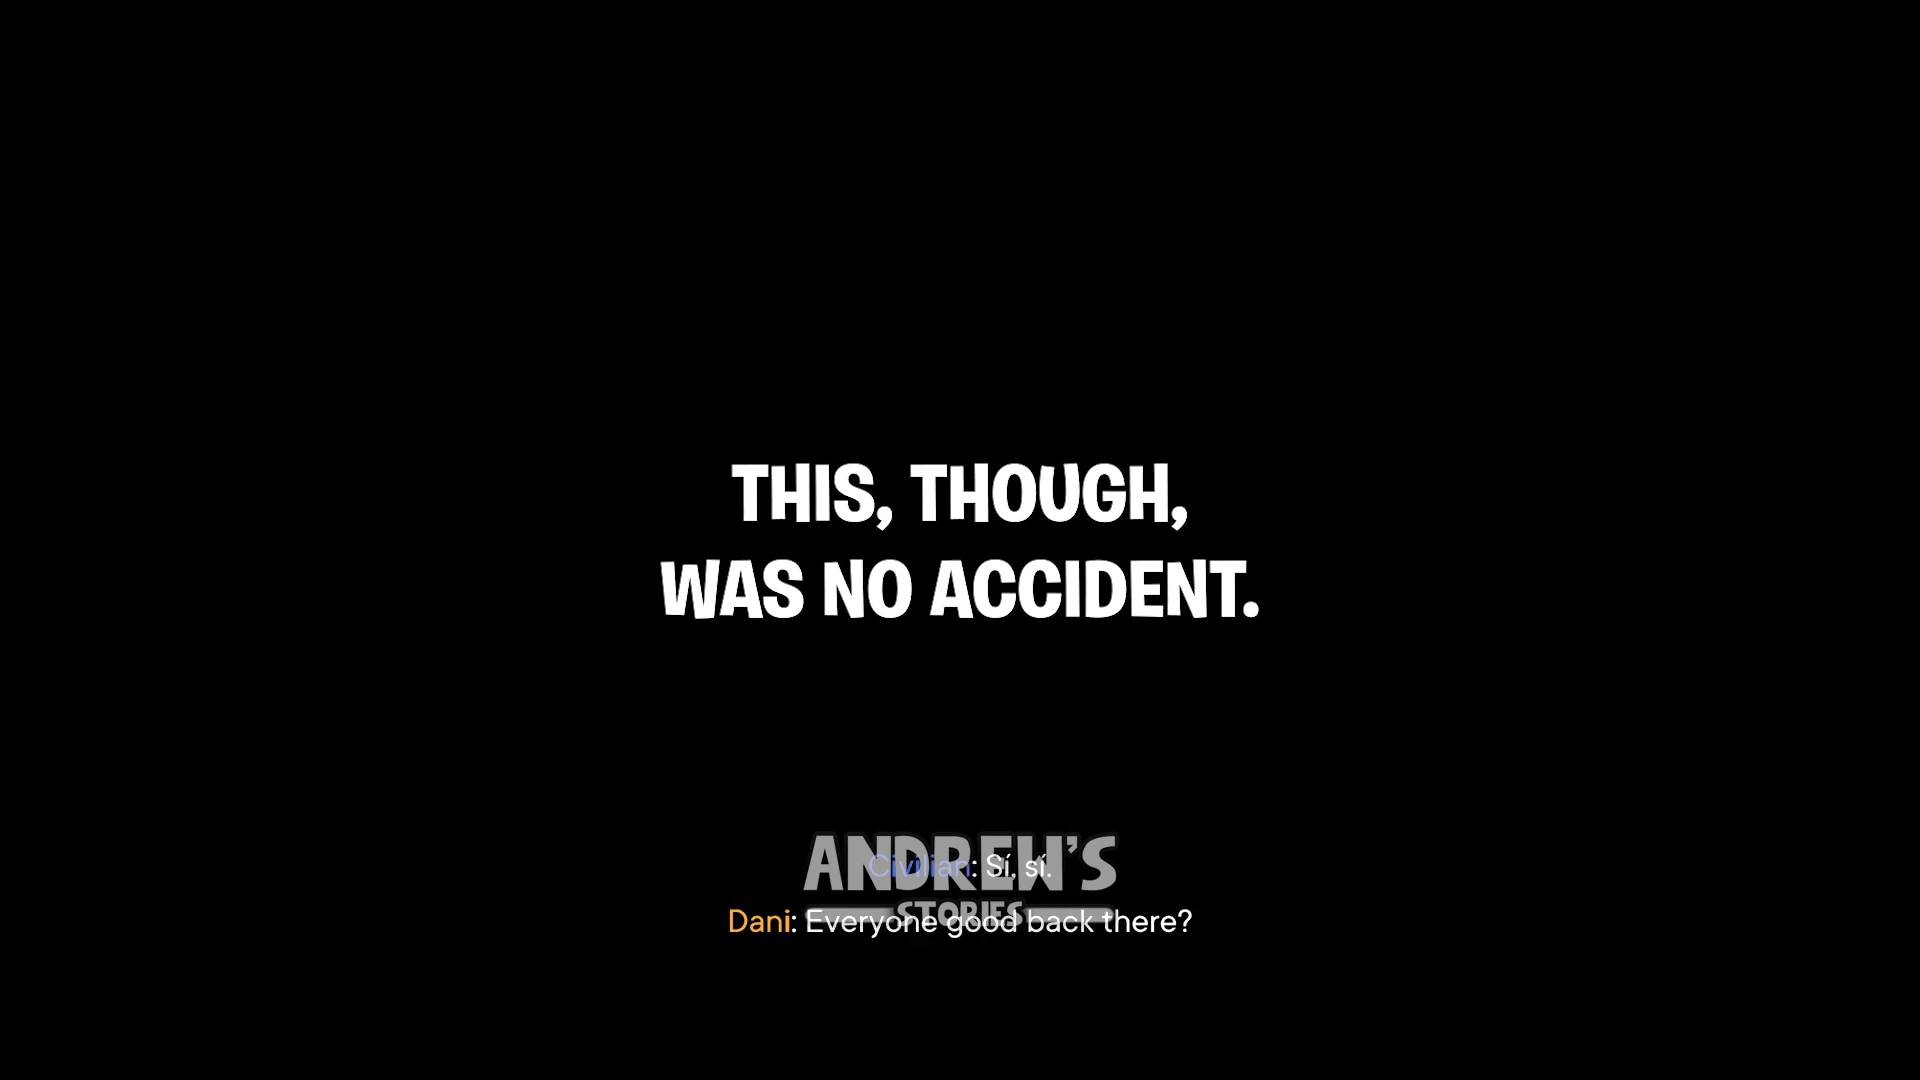 THIS, THOUGH,
WAS NO ACCIDENT.
ANDREW'S
Civilian: Sí, sí.
STORIES
Dani: Everyone good back there?